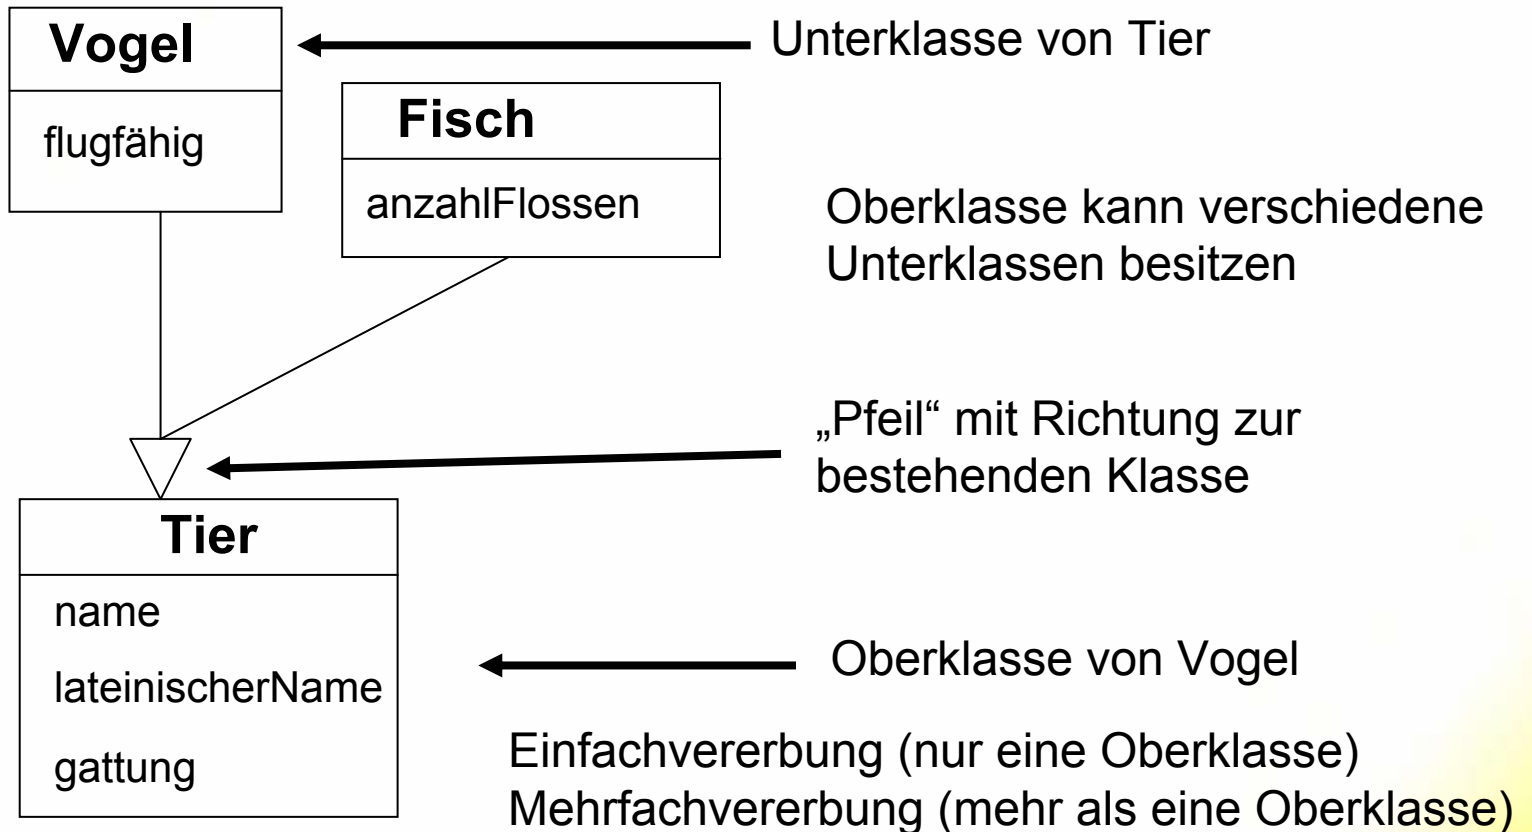 Vogel
flugfähig
Unterklasse von Tier
Fisch
anzahlFlossen
Oberklasse kann verschiedene
Unterklassen besitzen
„Pfeil“ mit Richtung zur
bestehenden Klasse
Tier
name
lateinischerName
gattung
Oberklasse von Vogel
Einfachvererbung (nur eine Oberklasse)
Mehrfachvererbung (mehr als eine Oberklasse)